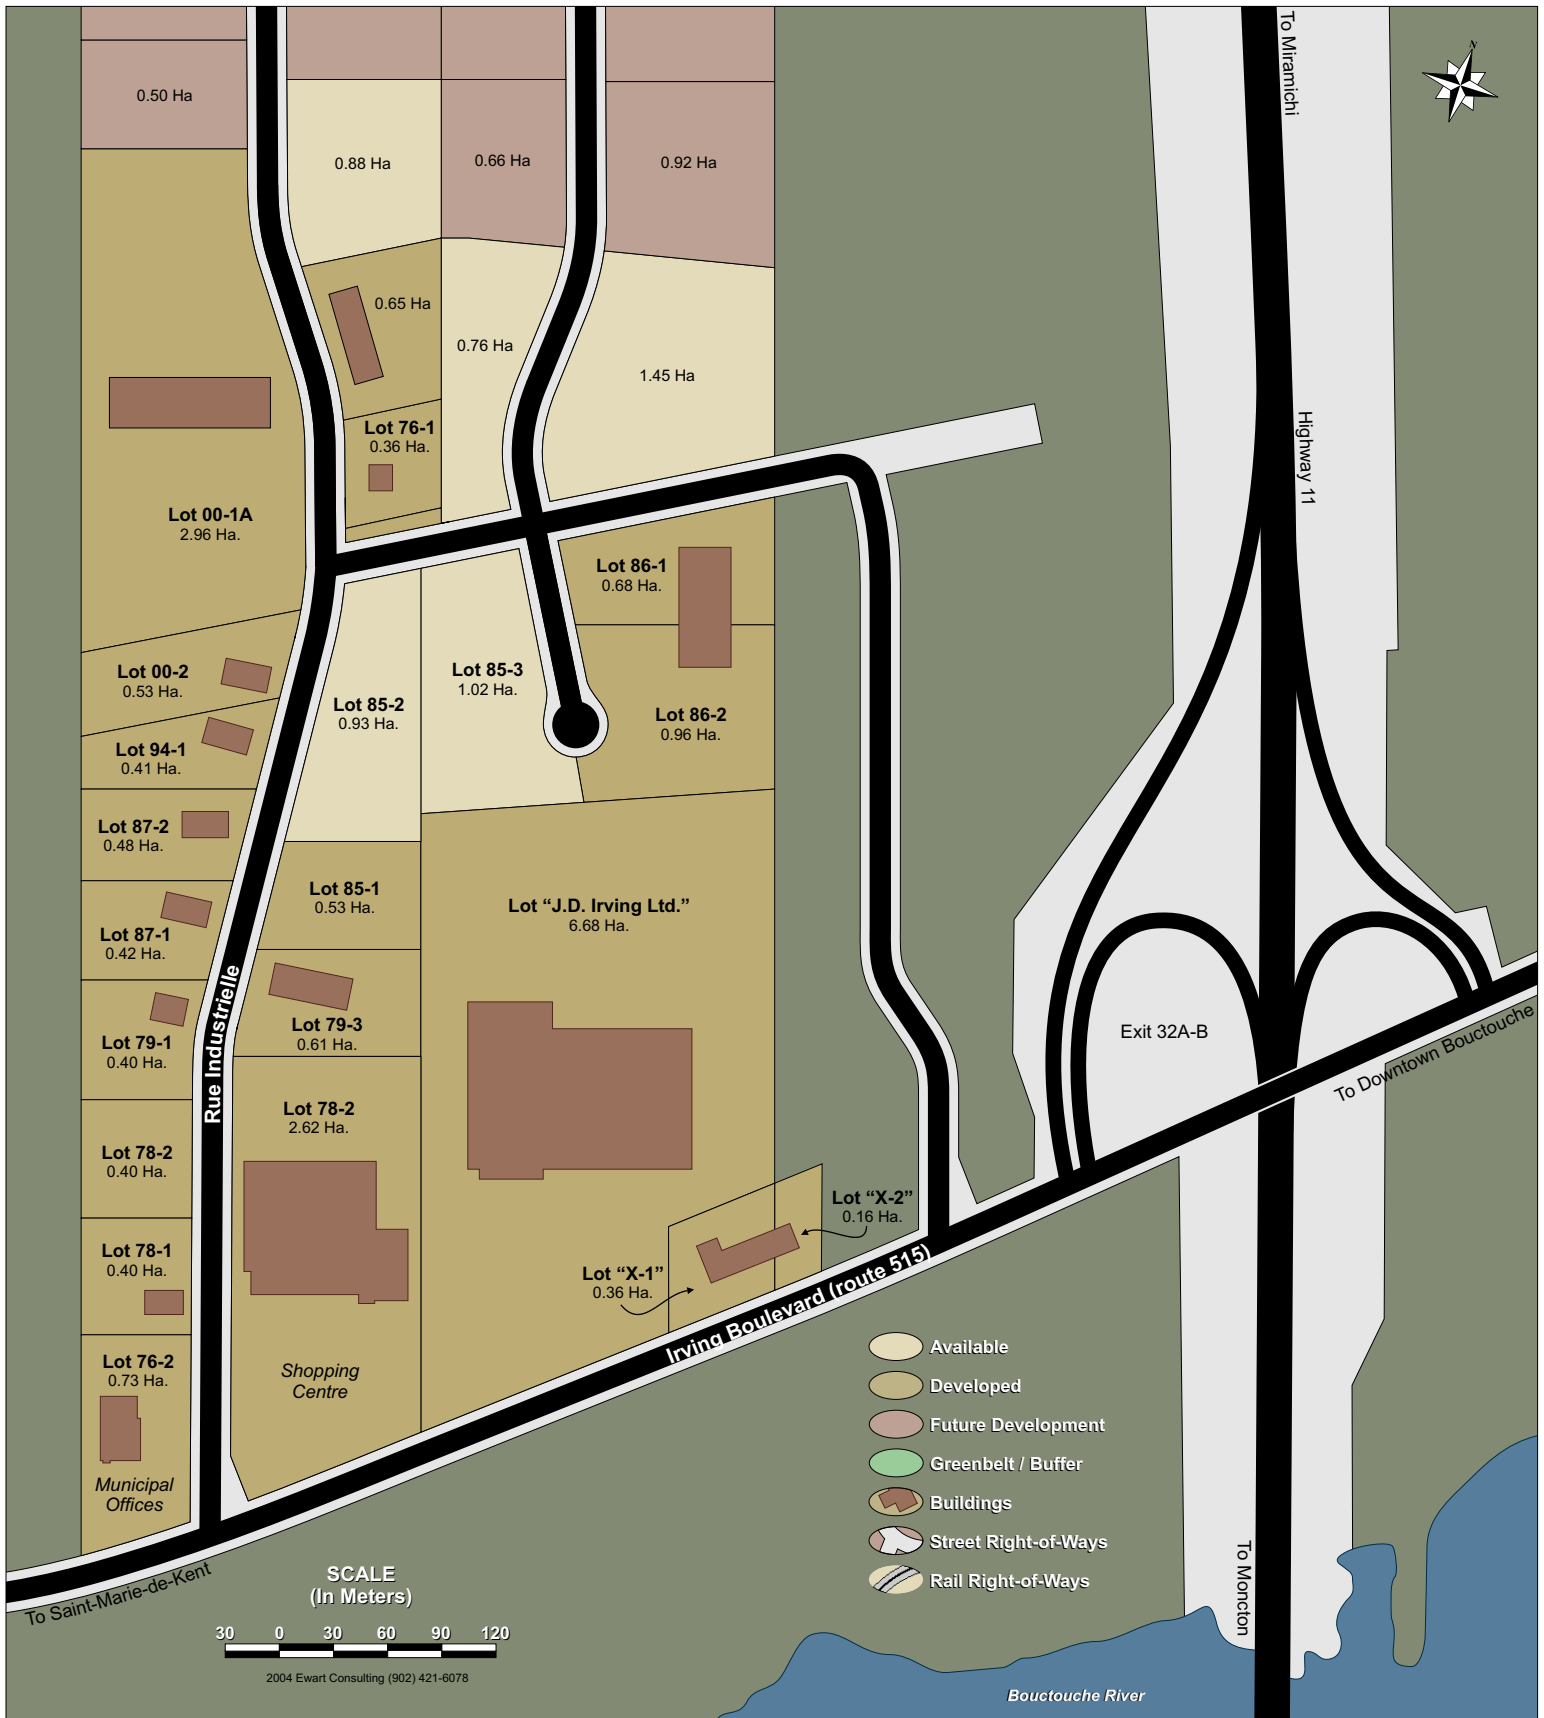 To Miramichi
N
0.50 Ha
0.88 Ha
0.66 Ha
0.92 Ha
0.65 Ha
0.76 Ha
1.45 Ha
Lot 76-1
0.36 Ha.
Highway 11
Lot 00-1A
2.96 Ha.
Lot 86-1
0.68 Ha.
Lot 00-2
0.53 Ha.
Lot 85-3
1.02 Ha.
Lot 85-2
0.93 Ha.
Lot 86-2
0.96 Ha.
Lot 94-1
0.41 Ha.
Lot 87-2
0.48 Ha.
Lot 85-1
0.53 Ha.
Lot “J.D. Irving Ltd.”
6.68 Ha.
Lot 87-1
0.42 Ha.
Rue Industrielle
Lot 79-3
0.61 Ha.
Lot 79-1
0.40 Ha.
Exit 32A-B
To Downtown Bouctouche
Lot 78-2
2.62 Ha.
Lot 78-2
0.40 Ha.
Lot “X-2”
0.16 Ha.
Lot 78-1
0.40 Ha.
Lot “X-1”
0.36 Ha.
Irving Boulevard (route 515)
Lot 76-2
0.73 Ha.
Shopping
Centre
Municipal
Offices
Available
Developed
Future Development
Greenbelt / Buffer
Buildings
Street Right-of-Ways
Rail Right-of-Ways
To Moncton
To Saint-Marie-de-Kent
SCALE
(In Meters)
30 0 30 60 90 120
2004 Ewart Consulting (902) 421-6078
Bouctouche River